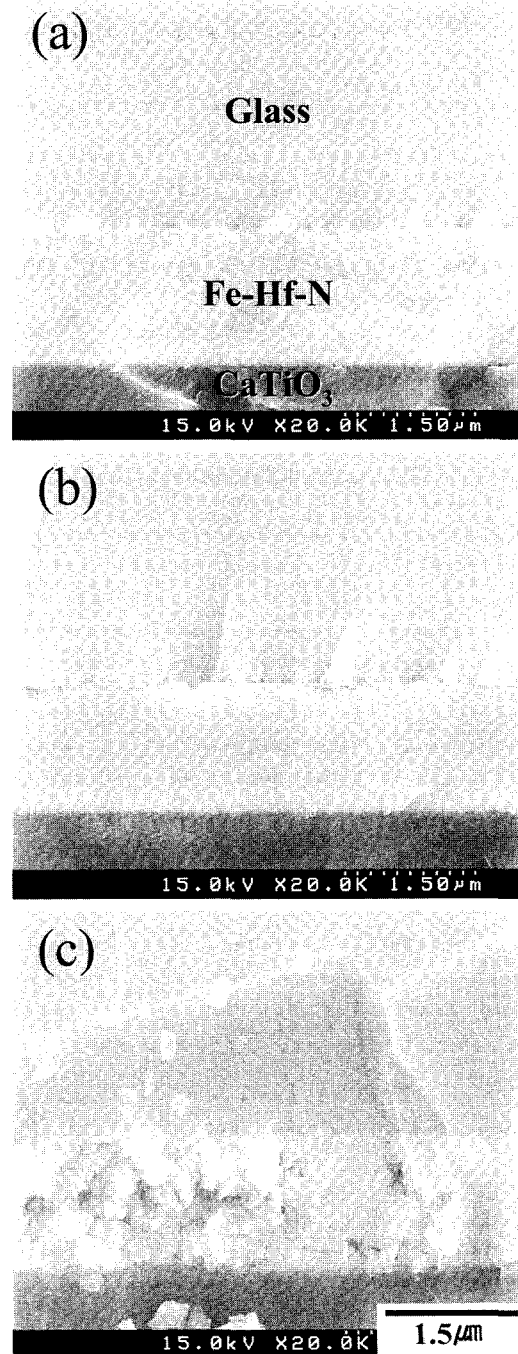 (a)
Glass
Fe-Hf-N
CaTiO₃
15.0kV X20.0K 1.50μm
(b)
15.0kV X20.0K 1.50μm
(c)
15.0kV X20.0K
1.5㎛